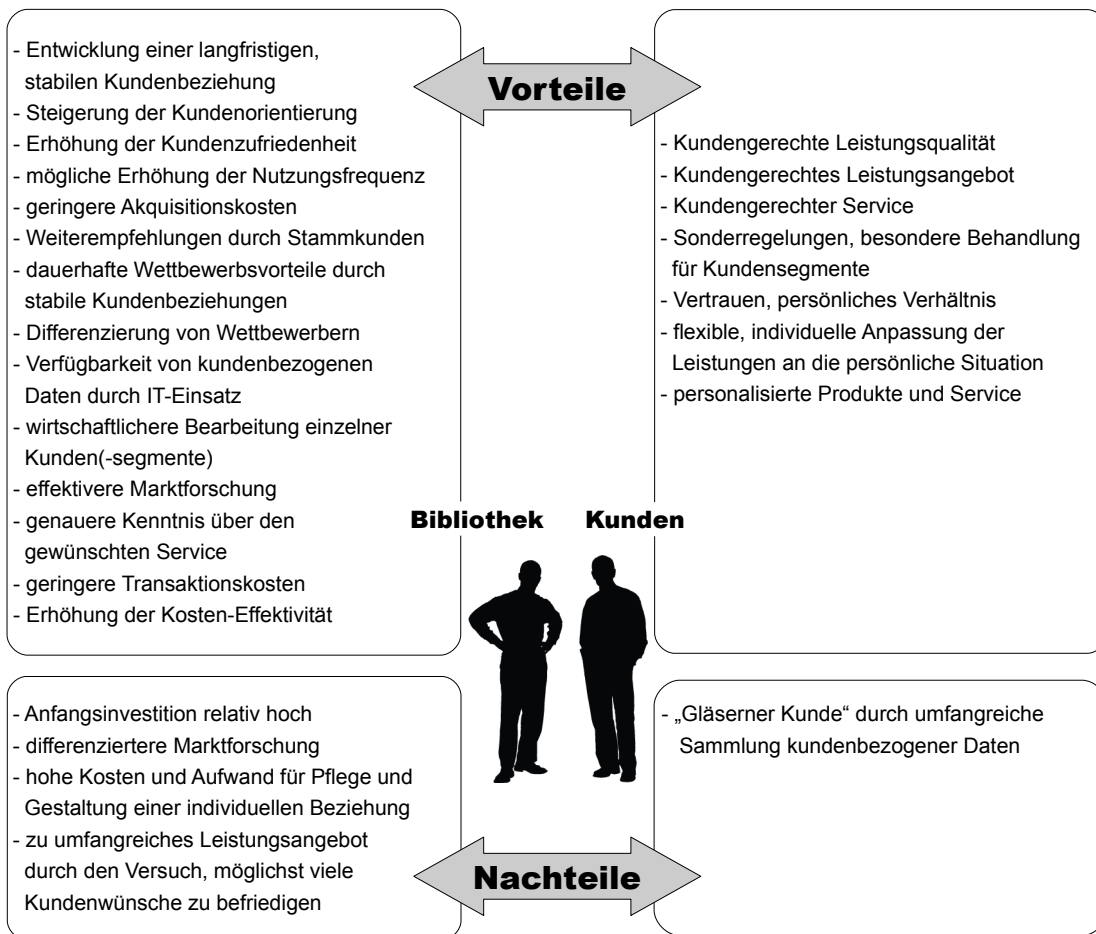 - Entwicklung einer langfristigen,
stabilen Kundenbeziehung
- Steigerung der Kundenorientierung
- Erhöhung der Kundenzufriedenheit
- mögliche Erhöhung der Nutzungsfrequenz
- geringere Akquisitionskosten
- Weiterempfehlungen durch Stammkunden
- dauerhafte Wettbewerbsvorteile durch
stabile Kundenbeziehungen
- Differenzierung von Wettbewerbern
- Verfügbarkeit von kundenbezogenen
Daten durch IT-Einsatz
- wirtschaftlichere Bearbeitung einzelner
Kunden(-segmente)
- effektivere Marktforschung
- genauere Kenntnis über den
gewünschten Service
- geringere Transaktionskosten
- Erhöhung der Kosten-Effektivität
Vorteile
- Kundengerechte Leistungsqualität
- Kundengerechtes Leistungsangebot
- Kundengerechter Service
- Sonderregelungen, besondere Behandlung
für Kundensegmente
- Vertrauen, persönliches Verhältnis
- flexible, individuelle Anpassung der
Leistungen an die persönliche Situation
- personalisierte Produkte und Service
Bibliothek Kunden
- Anfangsinvestition relativ hoch
- differenziertere Marktforschung
- hohe Kosten und Aufwand für Pflege und
Gestaltung einer individuellen Beziehung
- zu umfangreiches Leistungsangebot
durch den Versuch, möglichst viele
Kundenwünsche zu befriedigen
Nachteile
- „Gläserner Kunde“ durch umfangreiche
Sammlung kundenbezogener Daten